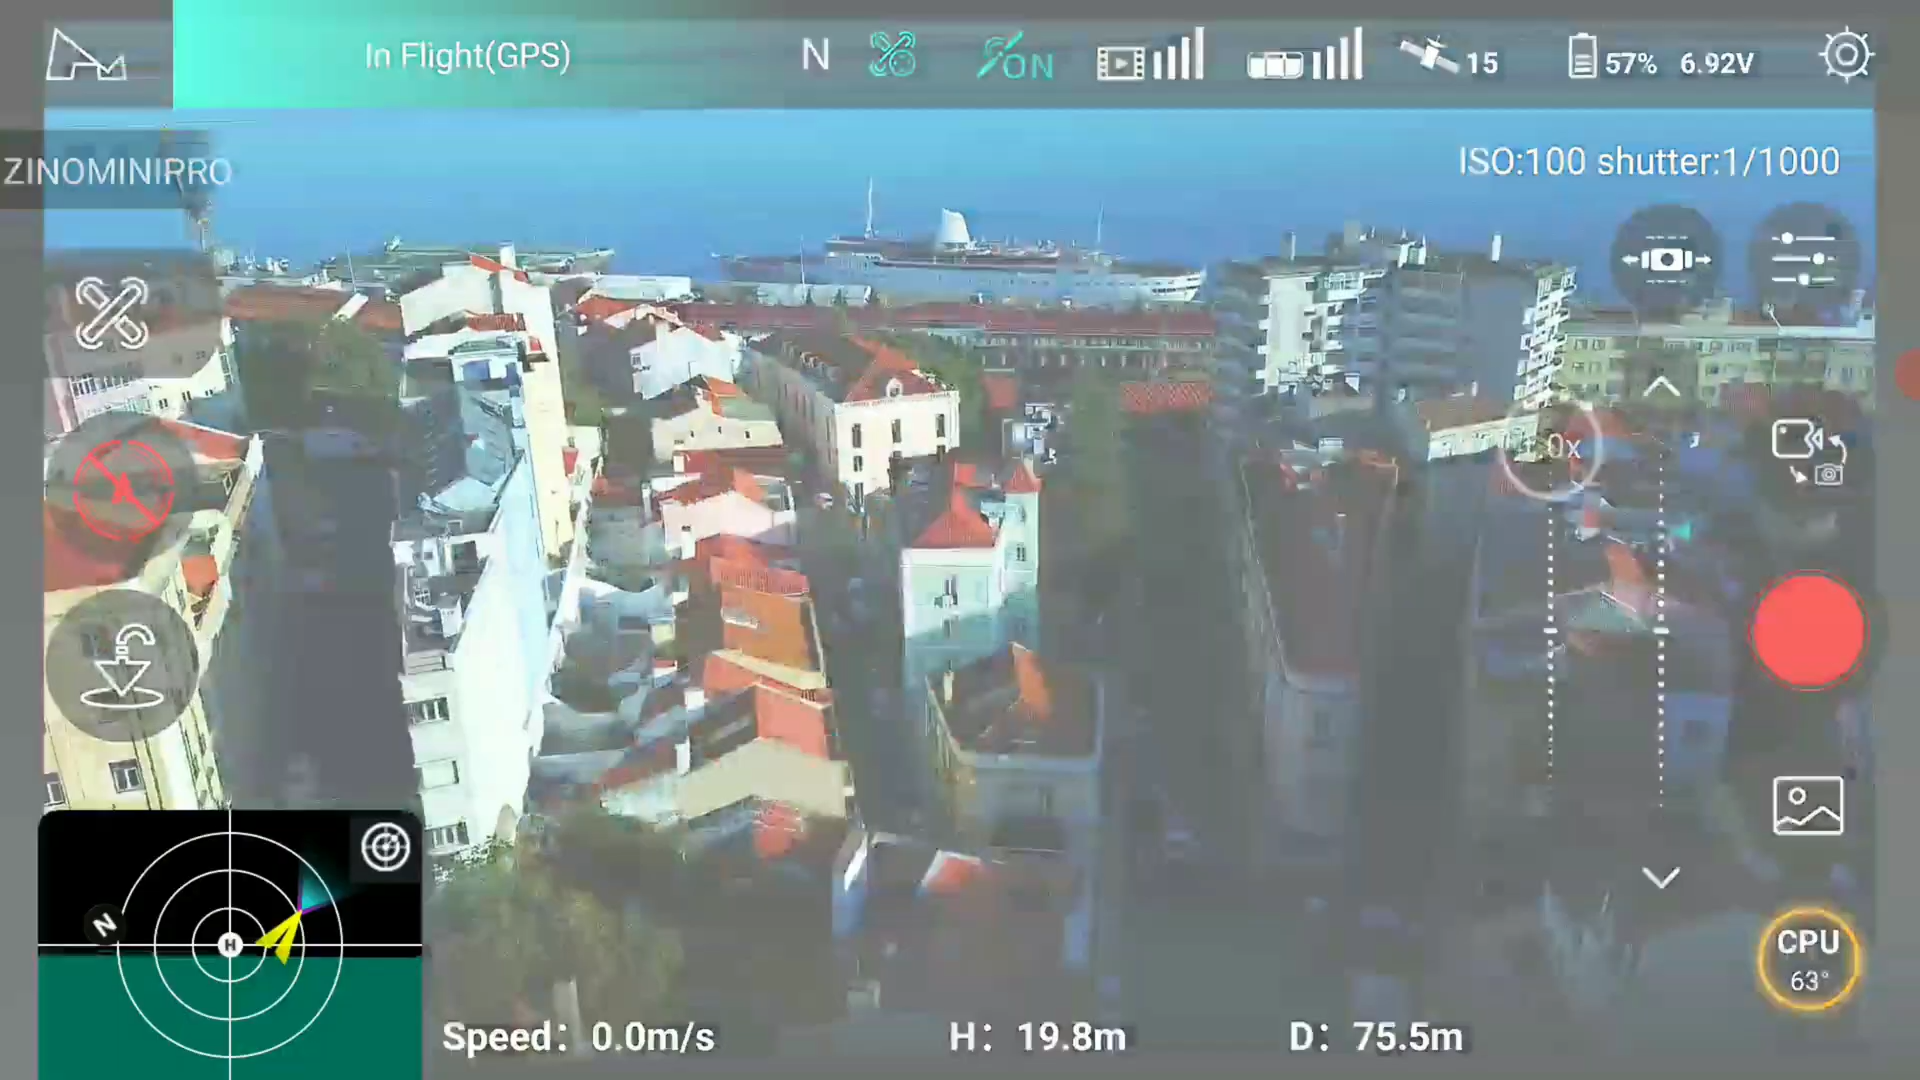 In Flight(GPS)
N
ON
15
57% 6.92V
ZINOMINIPRO
ISO:100 shutter:1/1000
0x
N
H
CPU
63°
Speed: 0.0m/s
H: 19.8m
D: 75.5m